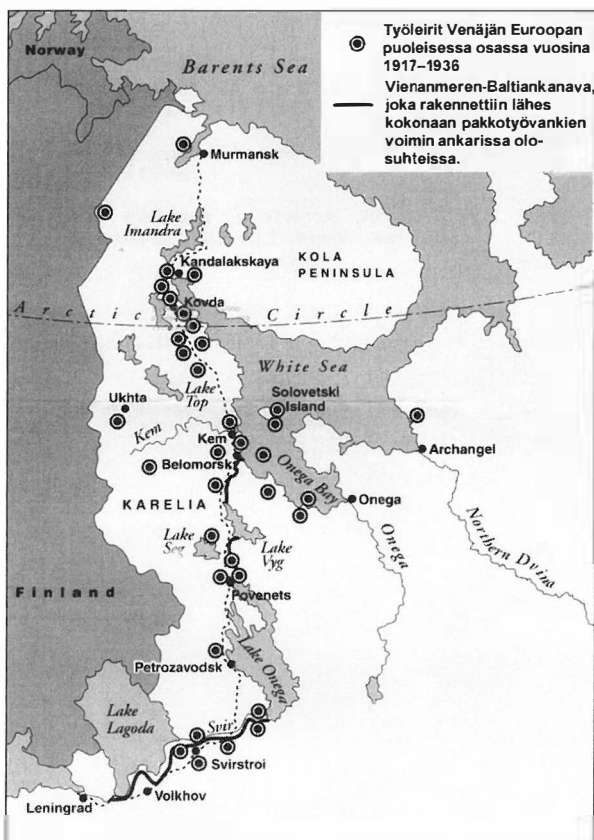 Työleirit Venäjän Euroopan
puoleisessa osassa vuosina
1917–1936
Vienanmeren-Baltiankanava,
joka rakennettiin lähes
kokonaan pakkotyövankien
voimin ankarissa olo-
suhteissa.
Norway
Barents Sea
Murmansk
Lake
Imandra
Kandalakskaya
KOLA
PENINSULA
Kovda
Arctic Circle
White Sea
Solovetski
Island
Lake
Top
Ukhta
Kem
Kem
Archangel
Belomorsk
Onega Bay
Onega
KARELIA
Onega
Northern Dvina
Lake
Seg
Lake
Vyg
Finland
Povenets
Petrozavodsk
Lake Onega
Lake
Lagoda
Svir
Svirstroi
Volkhov
Leningrad